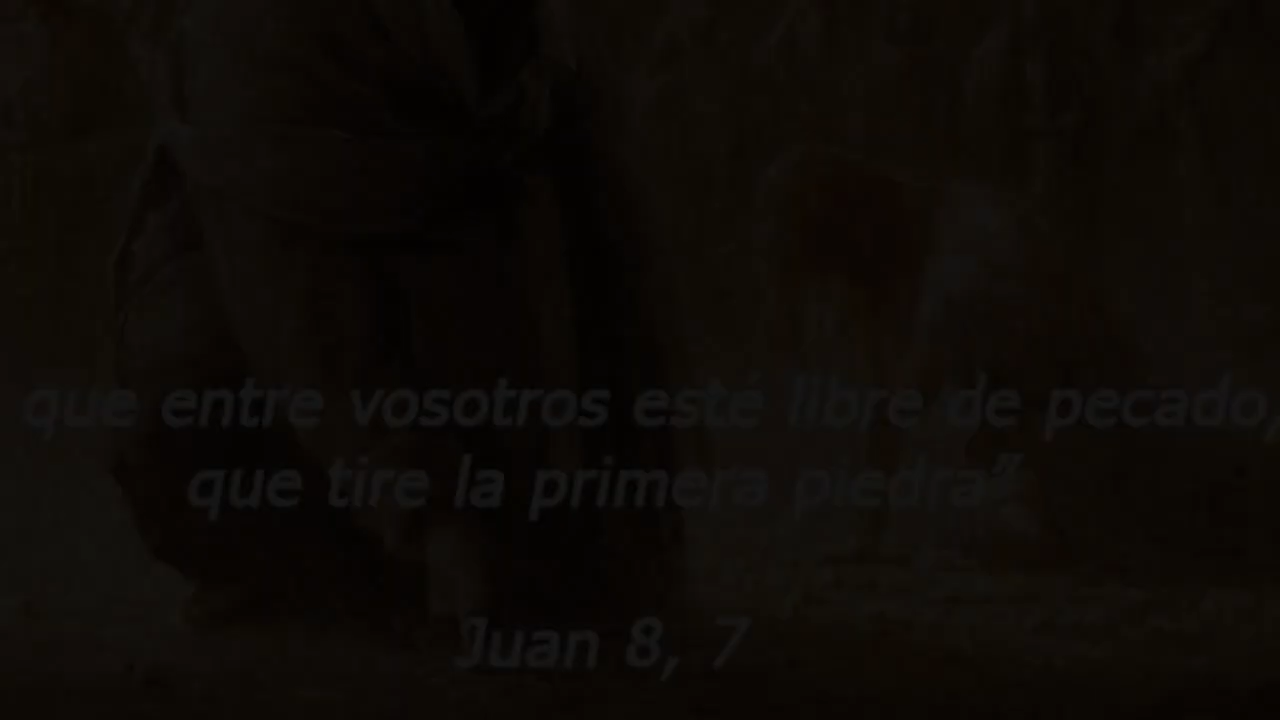 que entre vosotros esté libre de pecado,
que tire la primera piedra”
Juan 8, 7